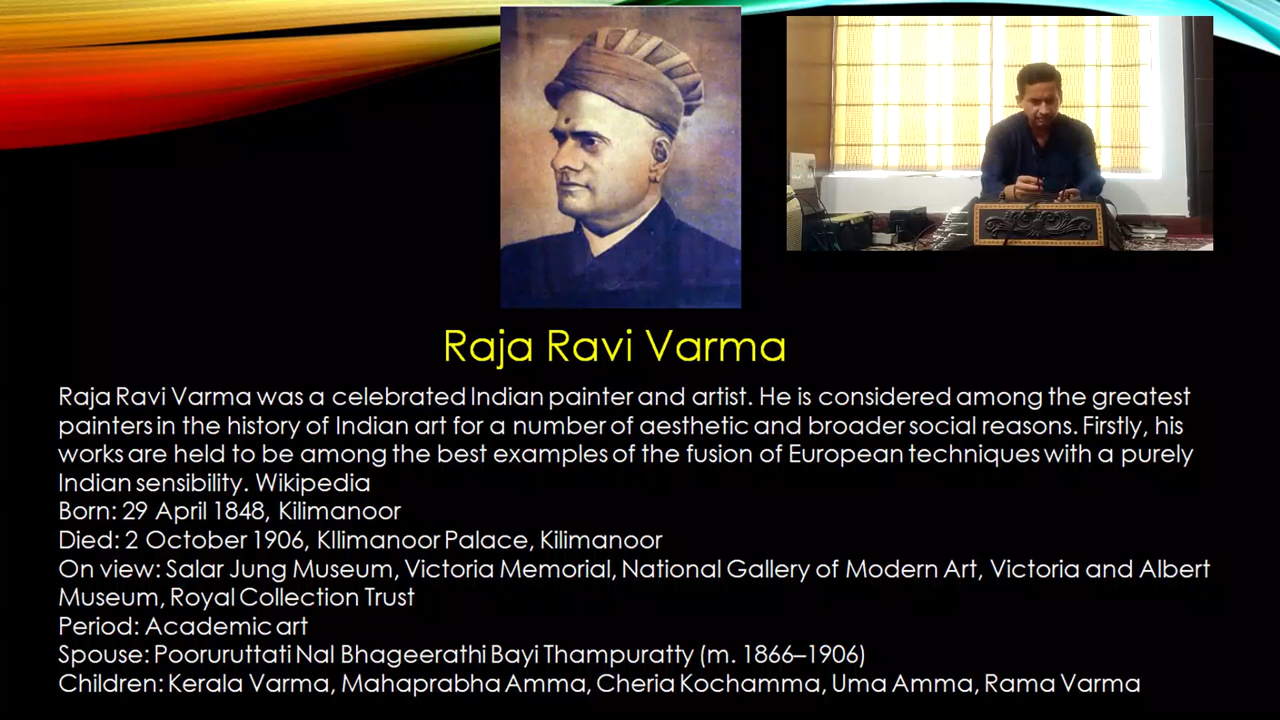 Raja Ravi Varma
Raja Ravi Varma was a celebrated Indian painter and artist. He is considered among the greatest
painters in the history of Indian art for a number of aesthetic and broader social reasons. Firstly, his
works are held to be among the best examples of the fusion of European techniques with a purely
Indian sensibility. Wikipedia
Born: 29 April 1848, Kilimanoor
Died: 2 October 1906, KIlimanoor Palace, Kilimanoor
On view: Salar Jung Museum, Victoria Memorial, National Gallery of Modern Art, Victoria and Albert
Museum, Royal Collection Trust
Period: Academic art
Spouse: Pooruruttati Nal Bhageerathi Bayi Thampuratty (m. 1866–1906)
Children: Kerala Varma, Mahaprabha Amma, Cheria Kochamma, Uma Amma, Rama Varma